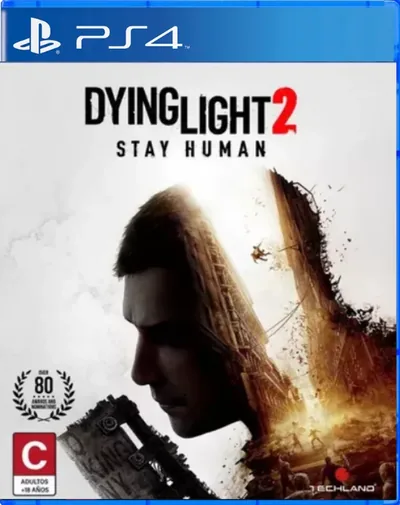 PS4
DYING LIGHT 2
STAY HUMAN
OVER
80
AWARDS AND
NOMINATIONS
C
ADULTOS
+18 AÑOS
TECHLAND